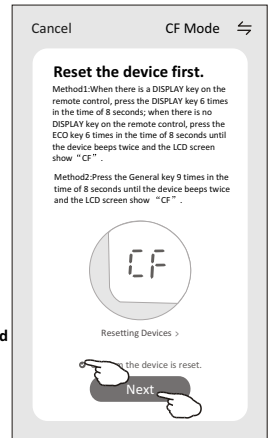 Cancel CF Mode
Reset the device first.
Method1:When there is a DISPLAY key on the
remote control, press the DISPLAY key 6 times
in the time of 8 seconds; when there is no
DISPLAY key on the remote control, press the
ECO key 6 times in the time of 8 seconds until
the device beeps twice and the LCD screen
show “CF”.
Method2:Press the General key 9 times in the
time of 8 seconds until the device beeps twice
and the LCD screen show “CF”.
CF
Resetting Devices >
d
the device is reset.
Next